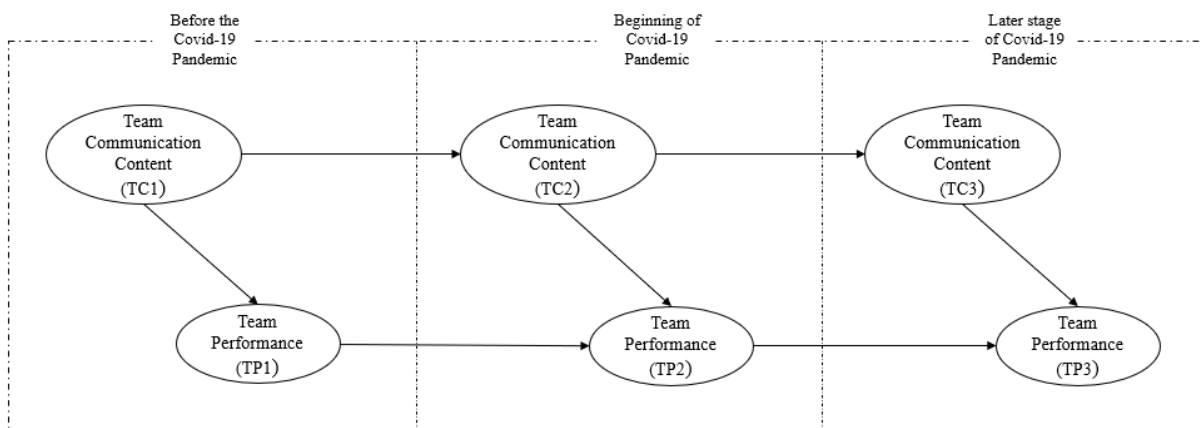 Before the
Covid-19
Pandemic
Beginning of
Covid-19
Pandemic
Later stage
of Covid-19
Pandemic
Team
Communication
Content
(TC1)
Team
Communication
Content
(TC2)
Team
Communication
Content
(TC3)
Team
Performance
(TP1)
Team
Performance
(TP2)
Team
Performance
(TP3)